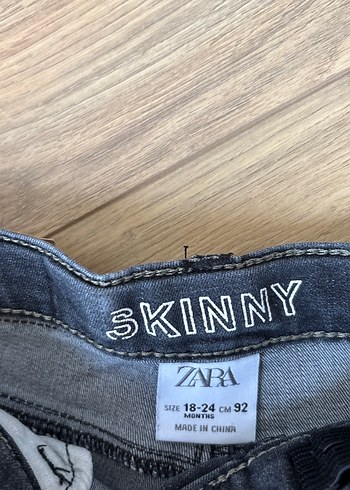 SKINNY
ZARA
SIZE 18-24 CM 92
MONTHS
MADE IN CHINA